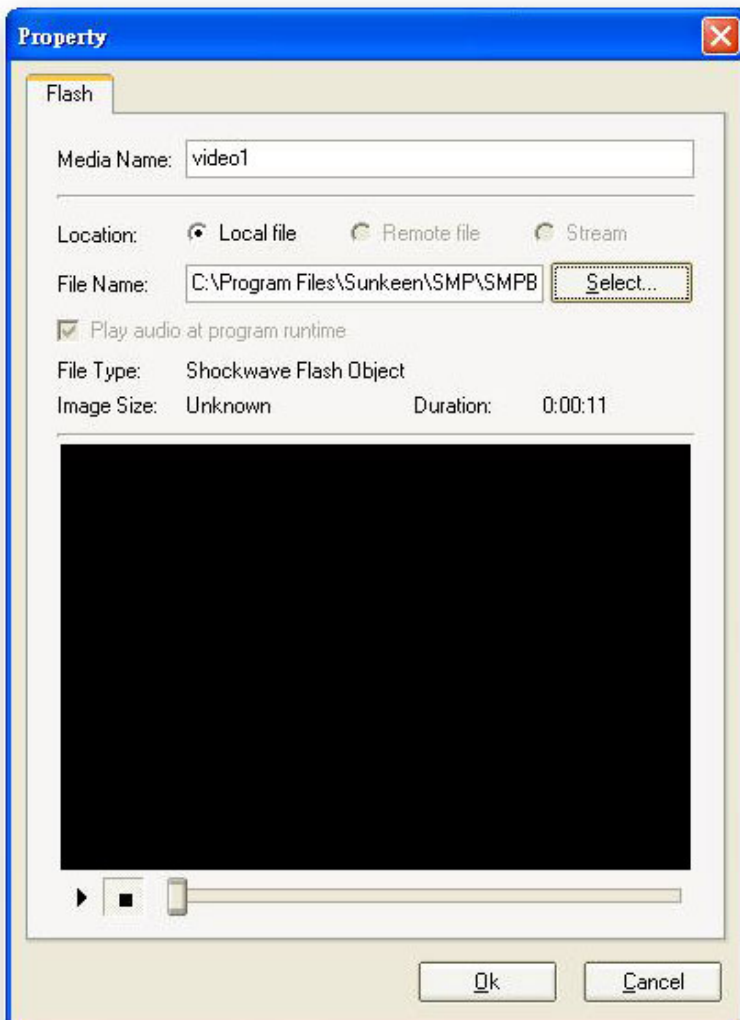 Property
Flash
Media Name: video1
Location: Local file Remote file Stream
File Name: C:\Program Files\Sunkeen\SMP\SMPB Select...
Play audio at program runtime
File Type: Shockwave Flash Object
Image Size: Unknown Duration: 0:00:11
Ok Cancel